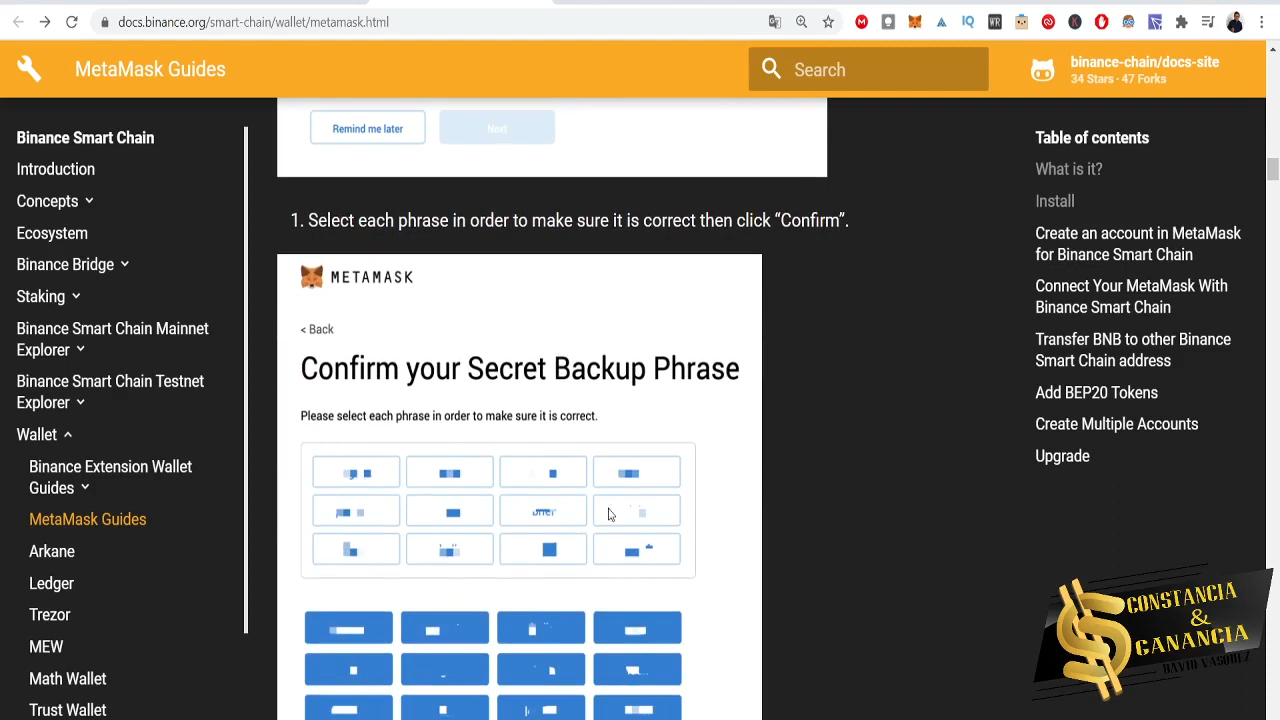 docs.binance.org/smart-chain/wallet/metamask.html
MetaMask Guides
Search
binance-chain/docs-site
34 Stars · 47 Forks
Binance Smart Chain
Introduction
Concepts
Ecosystem
Binance Bridge
Staking
Binance Smart Chain Mainnet
Explorer
Binance Smart Chain Testnet
Explorer
Wallet
Binance Extension Wallet
Guides
MetaMask Guides
Arkane
Ledger
Trezor
MEW
Math Wallet
Trust Wallet
Remind me later
Next
1. Select each phrase in order to make sure it is correct then click “Confirm”.
METAMASK
< Back
Confirm your Secret Backup Phrase
Please select each phrase in order to make sure it is correct.
Table of contents
What is it?
Install
Create an account in MetaMask
for Binance Smart Chain
Connect Your MetaMask With
Binance Smart Chain
Transfer BNB to other Binance
Smart Chain address
Add BEP20 Tokens
Create Multiple Accounts
Upgrade
CONSTANCIA
&
GANANCIA
DAVID VASQUEZ